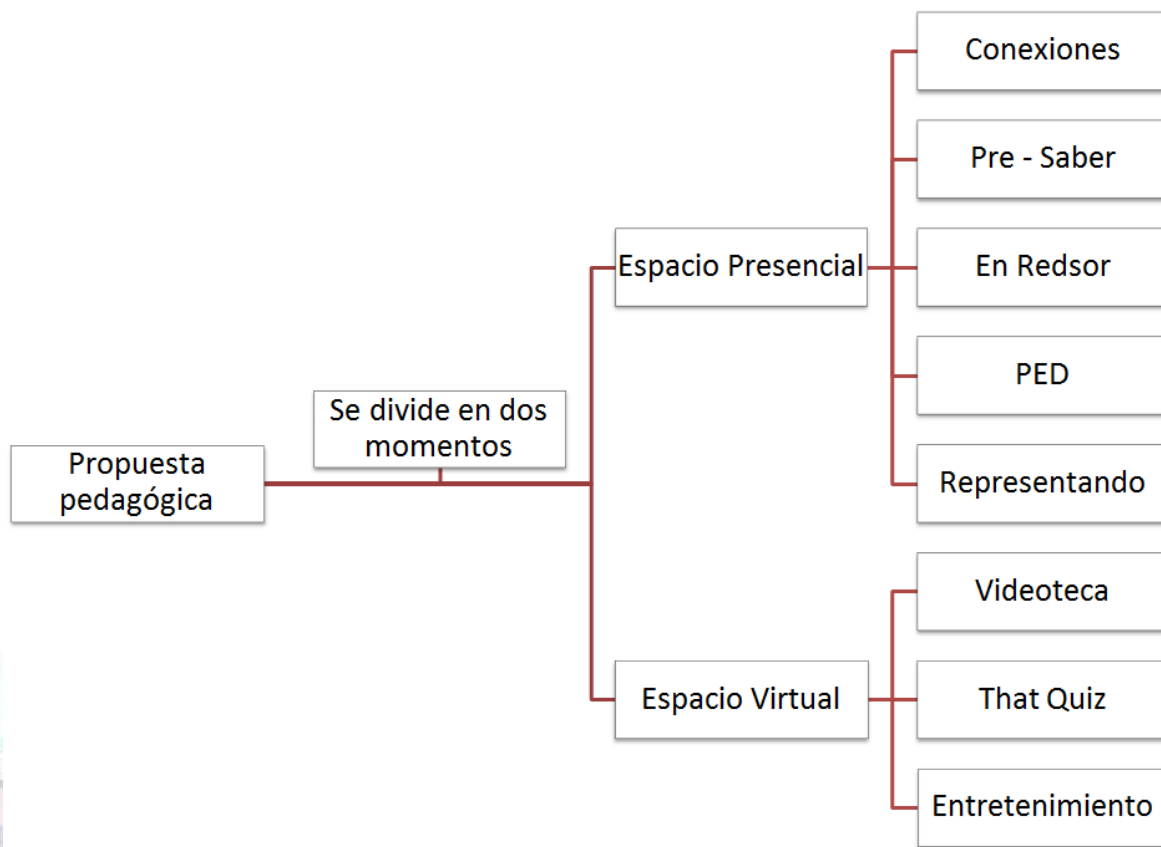 Propuesta
pedagógica
Se divide en dos
momentos
Espacio Presencial
Conexiones
Pre - Saber
En Redsor
PED
Representando
Espacio Virtual
Videoteca
That Quiz
Entretenimiento